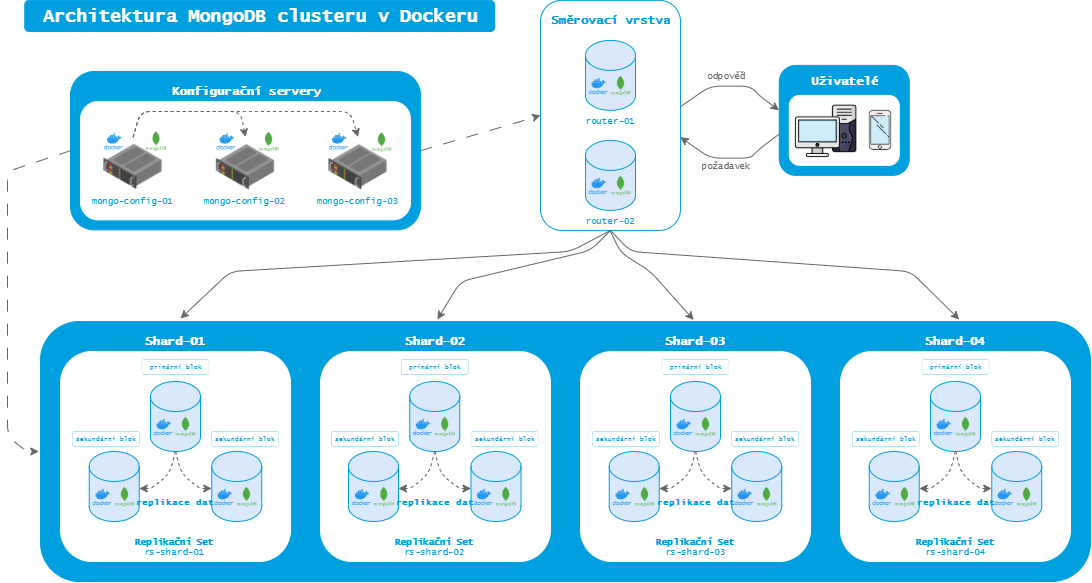 Architektura MongoDB clusteru v Dockeru
Směrovací vrstva
docker mongoDB
router-01
docker mongoDB
router-02
odpověď
požadavek
Uživatelé
Konfigurační servery
docker mongoDB
docker mongoDB
docker mongoDB
mongo-config-01
mongo-config-02
mongo-config-03
Shard-01
primární blok
docker mongoDB
sekundární blok
sekundární blok
docker mongoDB
replikace dat
docker mongoDB
Replikační Set
rs-shard-01
Shard-02
primární blok
docker mongoDB
sekundární blok
sekundární blok
docker mongoDB
replikace dat
docker mongoDB
Replikační Set
rs-shard-02
Shard-03
primární blok
docker mongoDB
sekundární blok
sekundární blok
docker mongoDB
replikace dat
docker mongoDB
Replikační Set
rs-shard-03
Shard-04
primární blok
docker mongoDB
sekundární blok
sekundární blok
docker mongoDB
replikace dat
docker mongoDB
Replikační Set
rs-shard-04